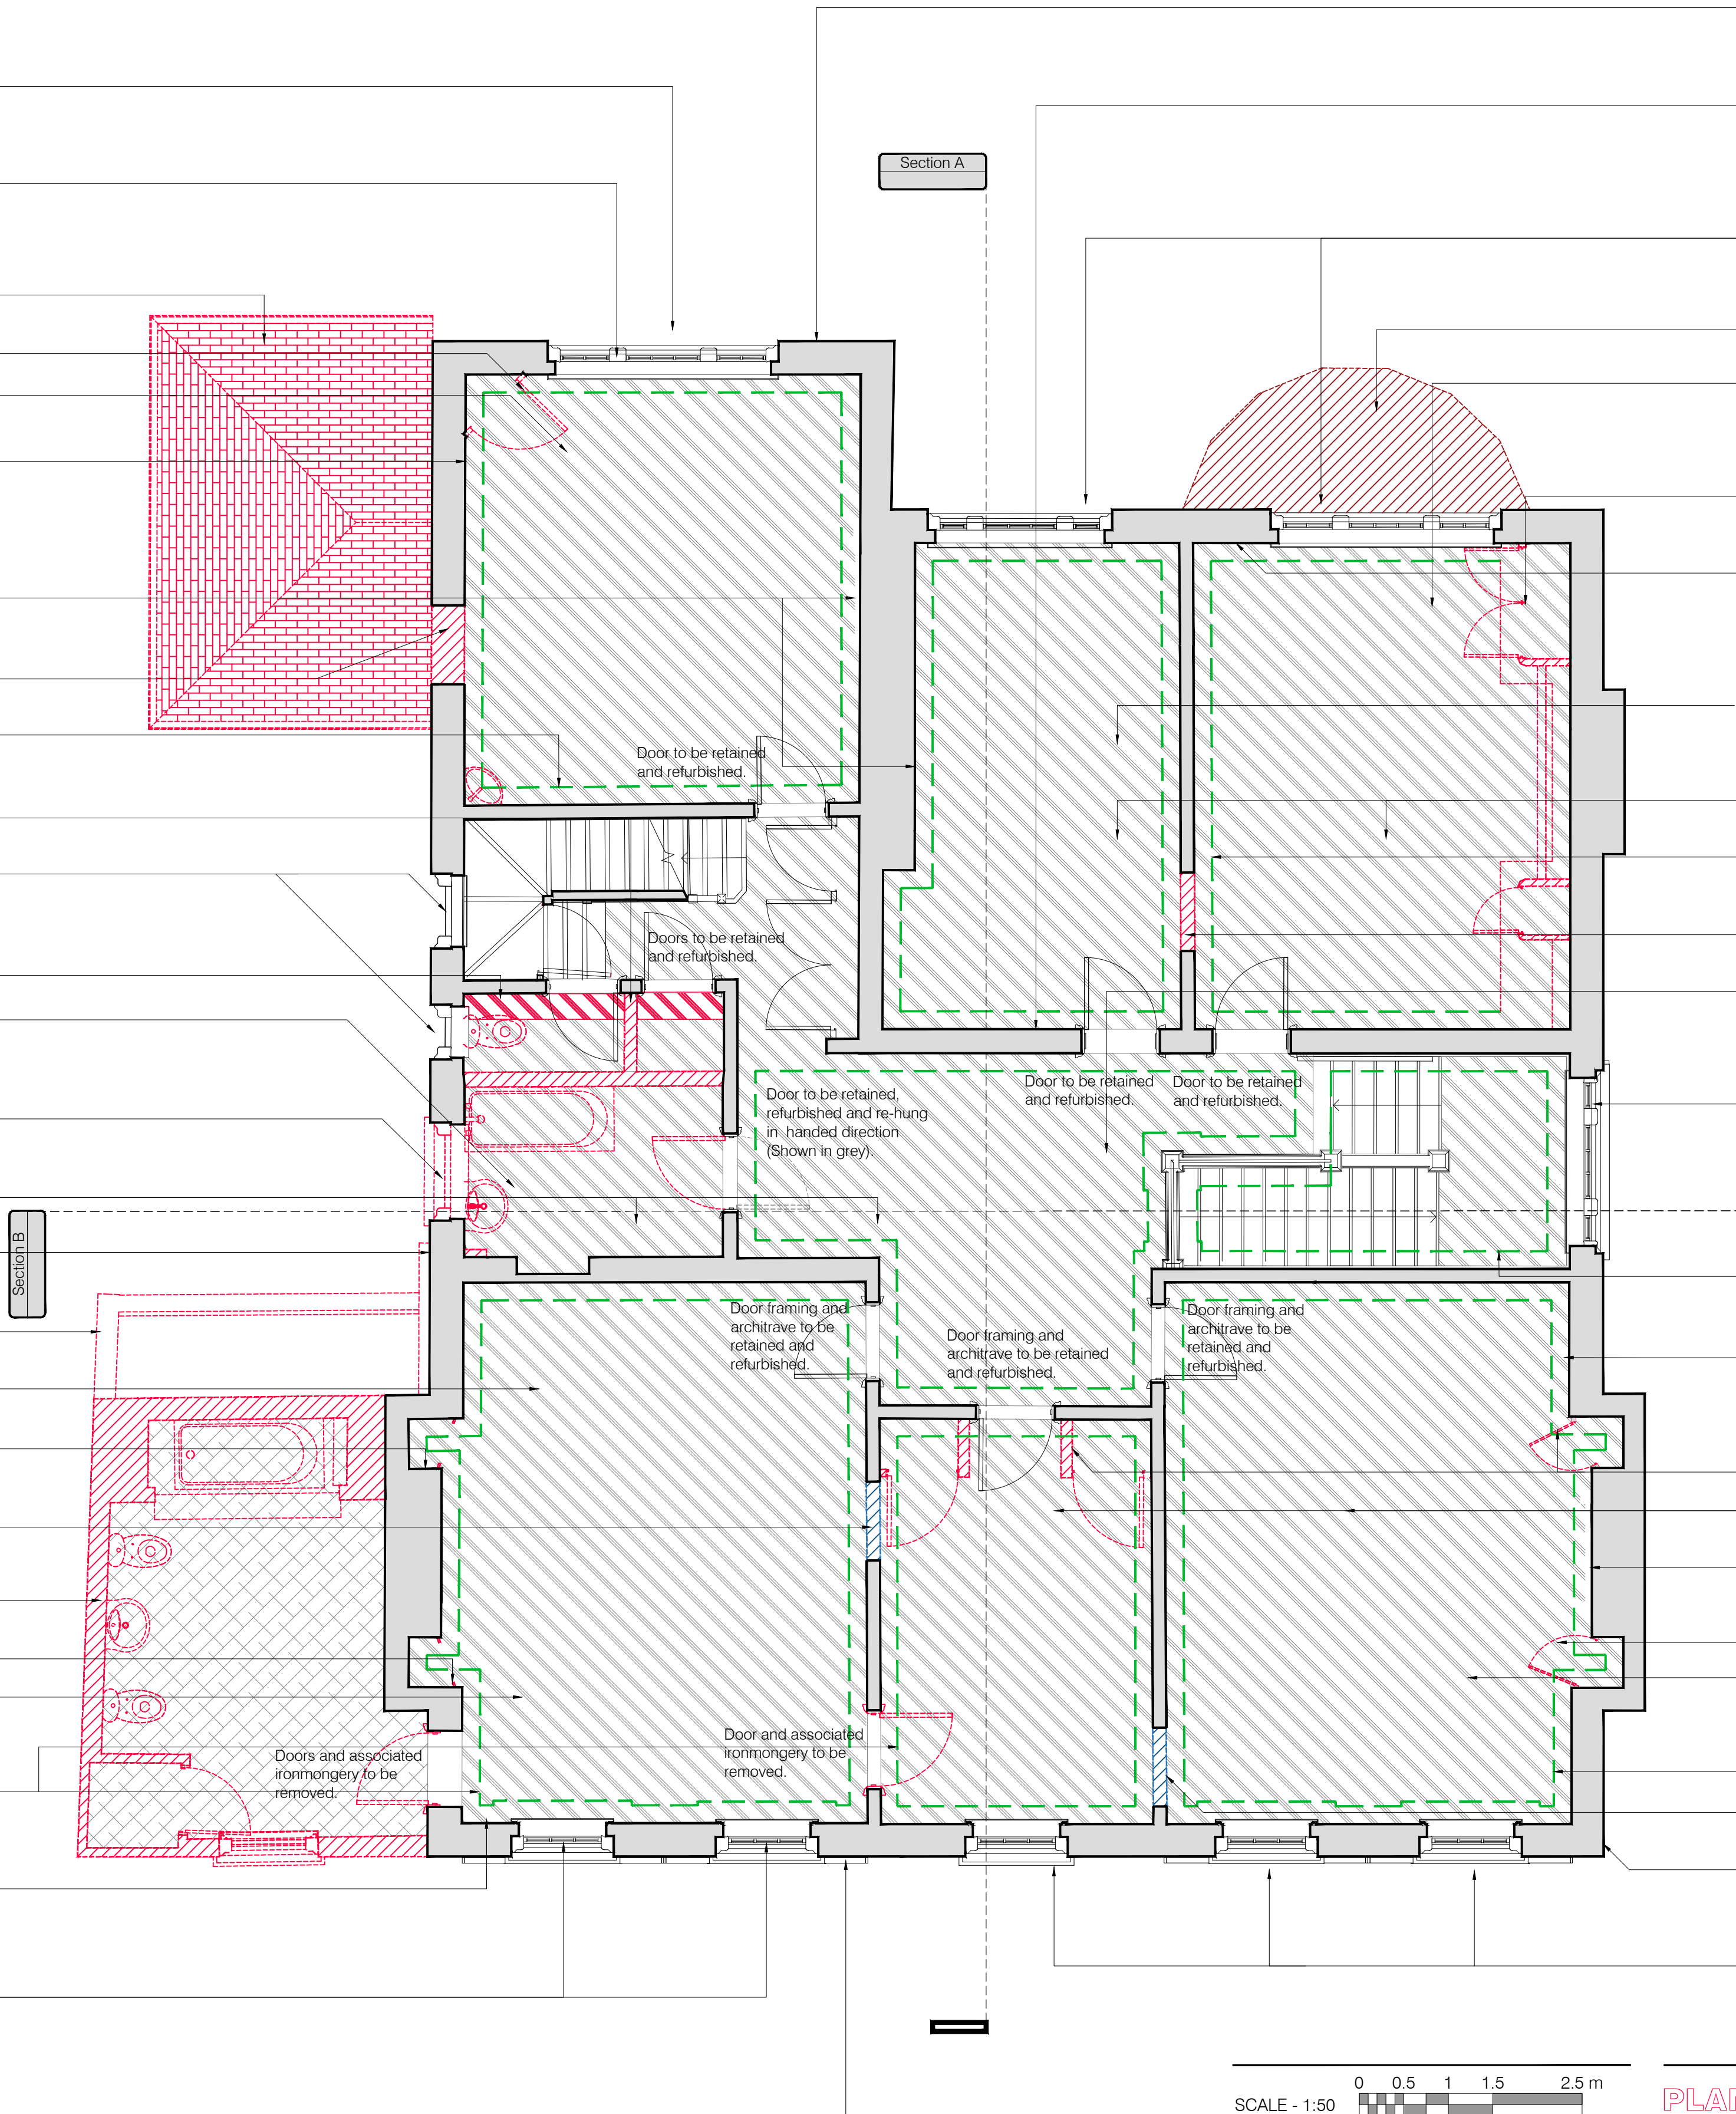 Section A
Door to be retained
and refurbished.
Doors to be retained
and refurbished.
Door to be retained,
refurbished and re-hung
in handed direction
(Shown in grey).
Door to be retained
and refurbished.
Door to be retained
and refurbished.
Section B
Door framing and
architrave to be
retained and
refurbished.
Door framing and
architrave to be retained
and refurbished.
Door framing and
architrave to be
retained and
refurbished.
Doors and associated
ironmongery to be
removed.
Door and associated
ironmongery to be
removed.
SCALE - 1:50
0 0.5 1 1.5 2.5 m